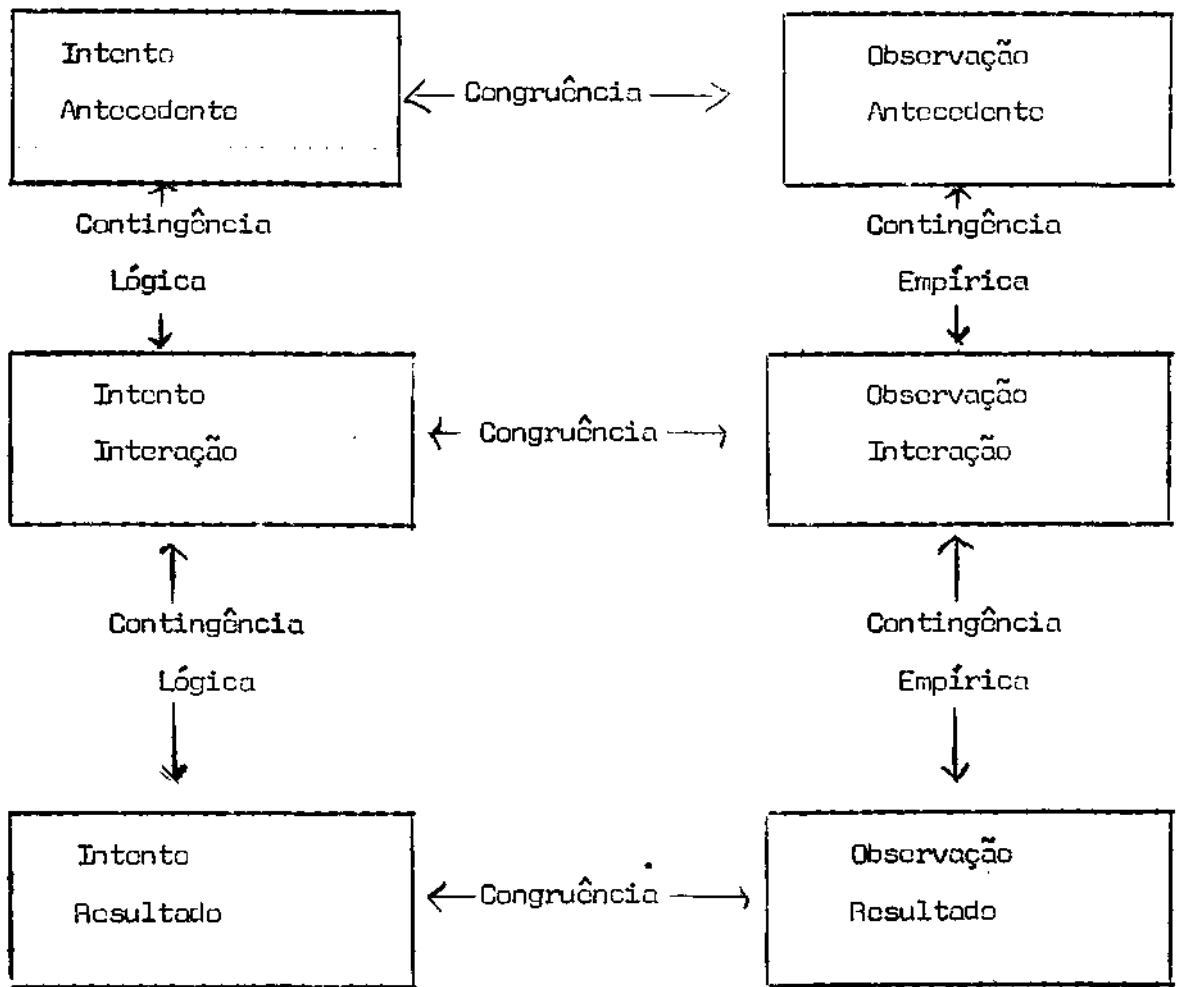 Intento
Antecedente
Congruência
Observação
Antecedente
Contingência
Lógica
Contingência
Empírica
Intento
Interação
Congruência
Observação
Interação
Contingência
Lógica
Contingência
Empírica
Intento
Resultado
Congruência
Observação
Resultado